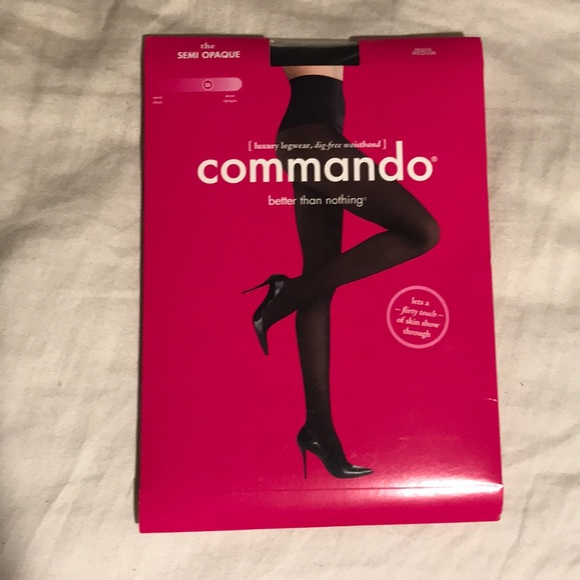 the
SEMI OPAQUE
MEDIUM
[ luxury legwear, dig-free waistband ]
commando®
better than nothing®
lets a
– flirty touch –
of skin show
through